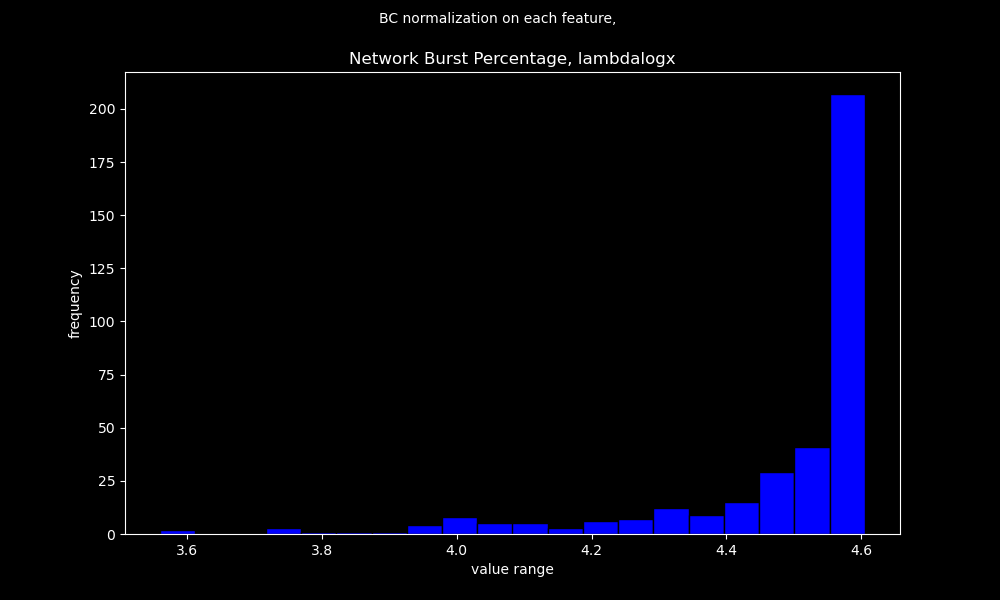 BC normalization on each feature,
Network Burst Percentage, lambdalogx
200
175
150
125
100
75
50
25
0
frequency
3.6 3.8 4.0 4.2 4.4 4.6
value range